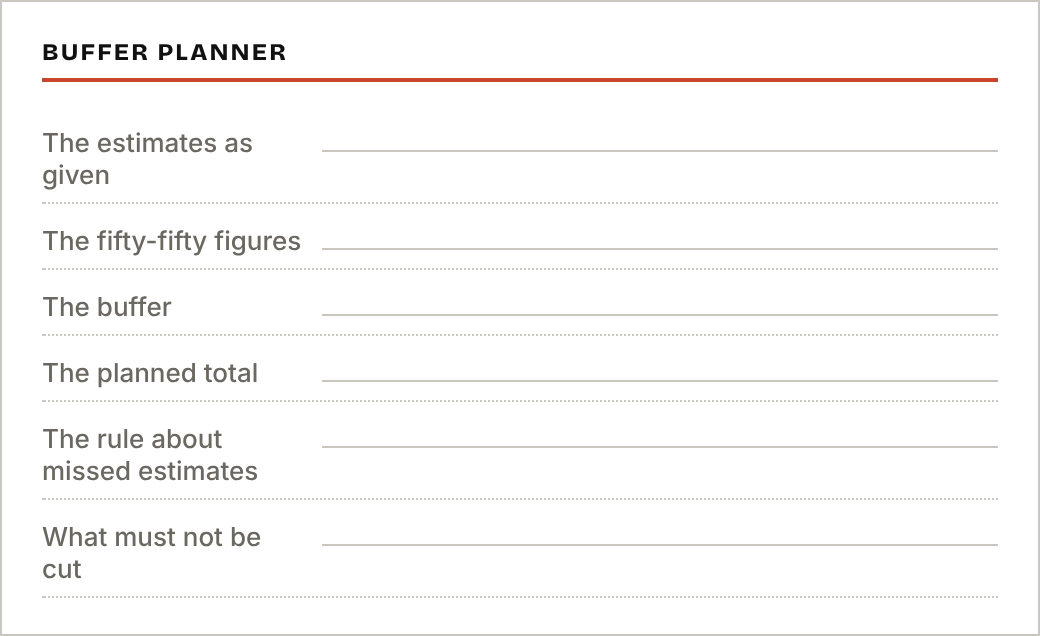 BUFFER PLANNER
The estimates as
given
The fifty-fifty figures
The buffer
The planned total
The rule about
missed estimates
What must not be
cut